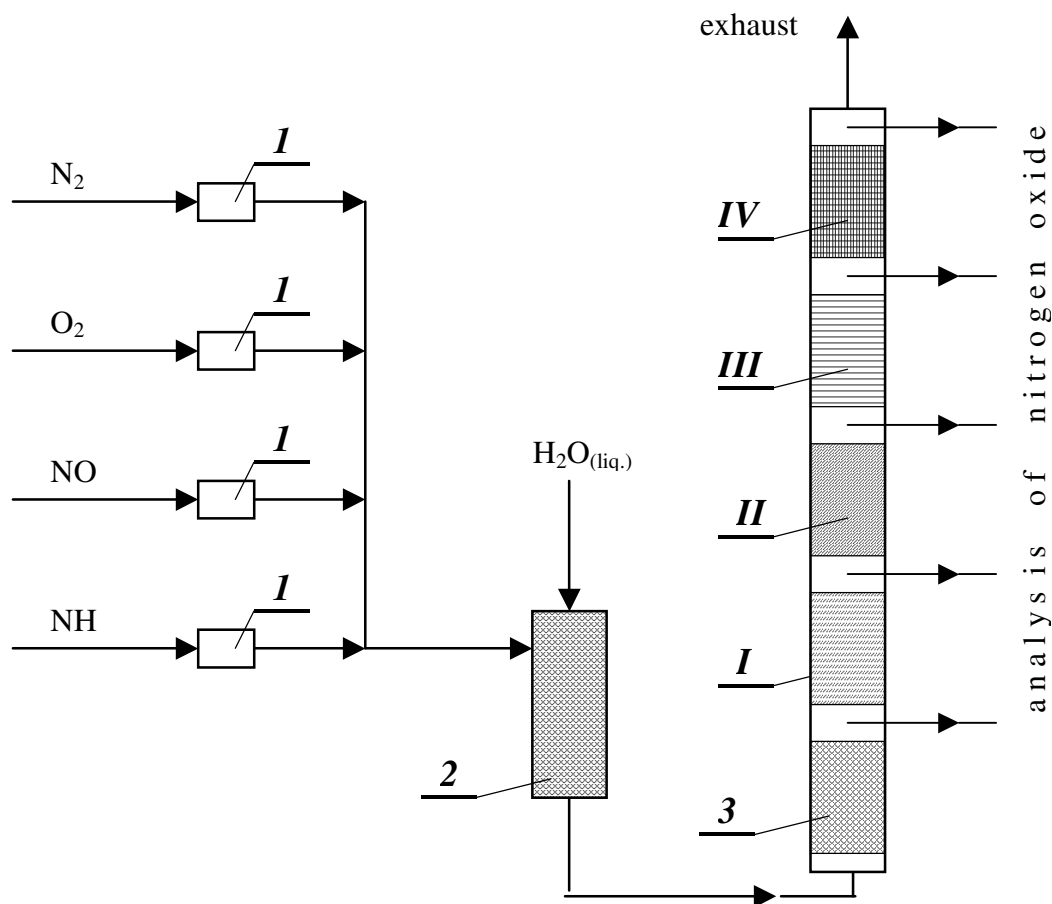 exhaust
1
N₂
IV
1
O₂
III
1
NO
H₂O(liq.)
II
1
NH
I
2
3
analysis of nitrogen oxide